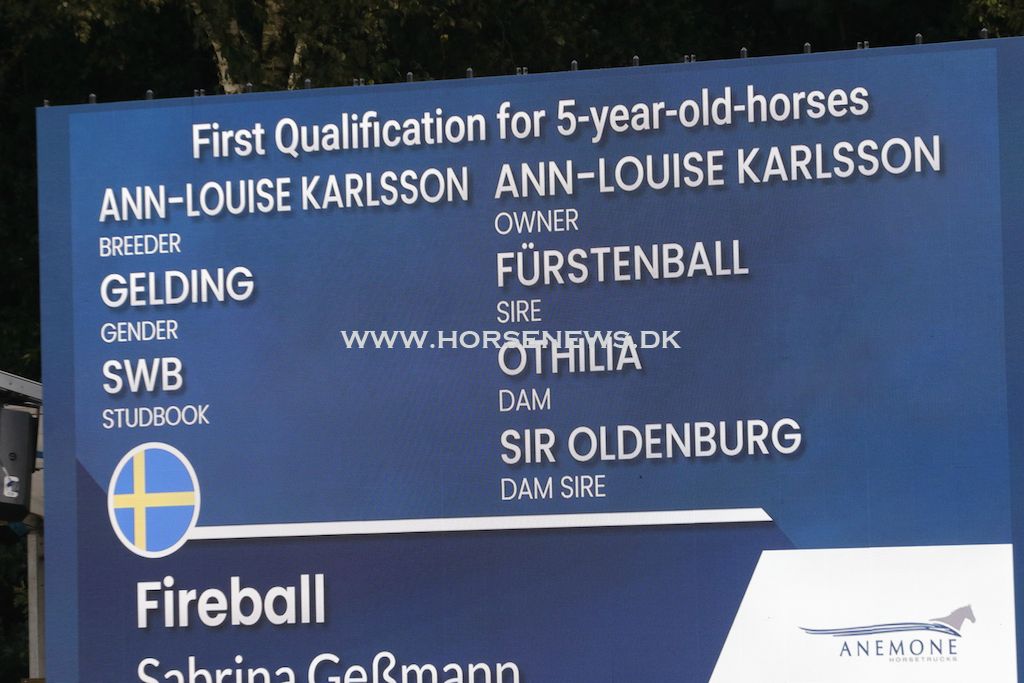 First Qualification for 5-year-old-horses
ANN-LOUISE KARLSSON
BREEDER
GELDING
GENDER
SWB
STUDBOOK
ANN-LOUISE KARLSSON
OWNER
FÜRSTENBALL
SIRE
WWW.HORSENEWS.DK
OTHILIA
DAM
SIR OLDENBURG
DAM SIRE
Fireball
Sabrina Geßmann
ANEMONE
HORSETRUCKS